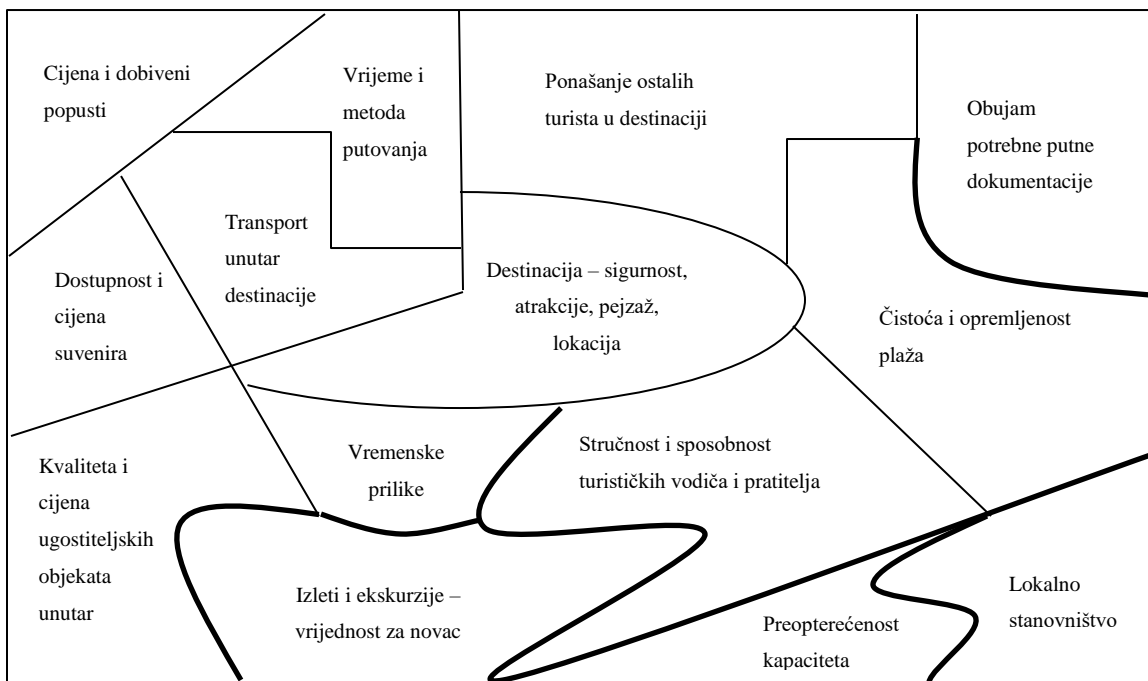 Cijena i dobiveni
popusti
Vrijeme i
metoda
putovanja
Ponašanje ostalih
turista u destinaciji
Obujam
potrebne putne
dokumentacije
Transport
unutar
destinacije
Dostupnost i
cijena
suvenira
Destinacija – sigurnost,
atrakcije, pejzaž,
lokacija
Čistoća i opremljenost
plaža
Kvaliteta i
cijena
ugostiteljskih
objekata
unutar
Vremenske
prilike
Stručnost i sposobnost
turističkih vodiča i pratitelja
Izleti i ekskurzije –
vrijednost za novac
Preopterećenost
kapaciteta
Lokalno
stanovništvo